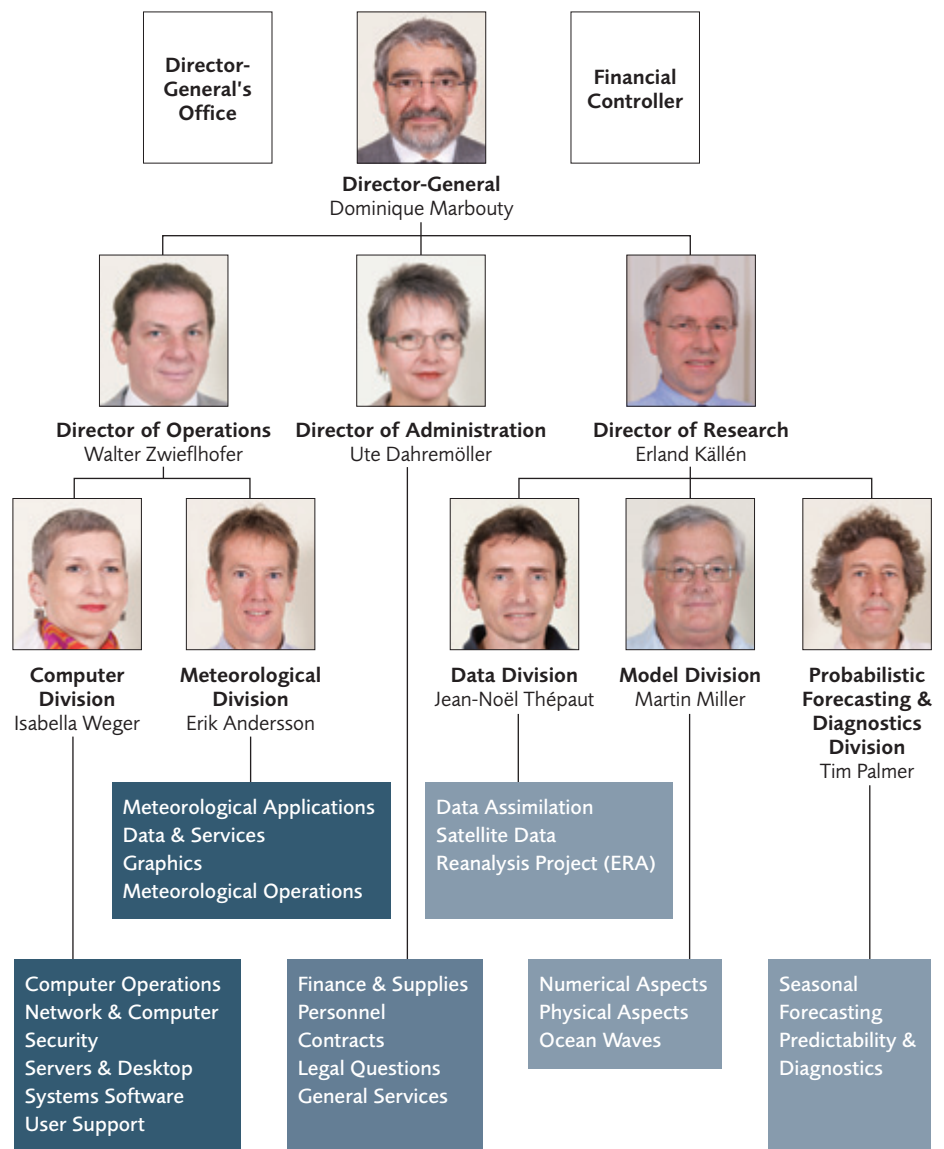 Director-
General's
Office
Financial
Controller
Director-General
Dominique Marbouty
Director of Operations
Walter Zwieflhofer
Director of Administration
Ute Dahremöller
Director of Research
Erland Källén
Computer
Division
Isabella Weger
Meteorological
Division
Erik Andersson
Data Division
Jean-Noël Thépaut
Model Division
Martin Miller
Probabilistic
Forecasting &
Diagnostics
Division
Tim Palmer
Meteorological Applications
Data & Services
Graphics
Meteorological Operations
Data Assimilation
Satellite Data
Reanalysis Project (ERA)
Computer Operations
Network & Computer
Security
Servers & Desktop
Systems Software
User Support
Finance & Supplies
Personnel
Contracts
Legal Questions
General Services
Numerical Aspects
Physical Aspects
Ocean Waves
Seasonal
Forecasting
Predictability &
Diagnostics